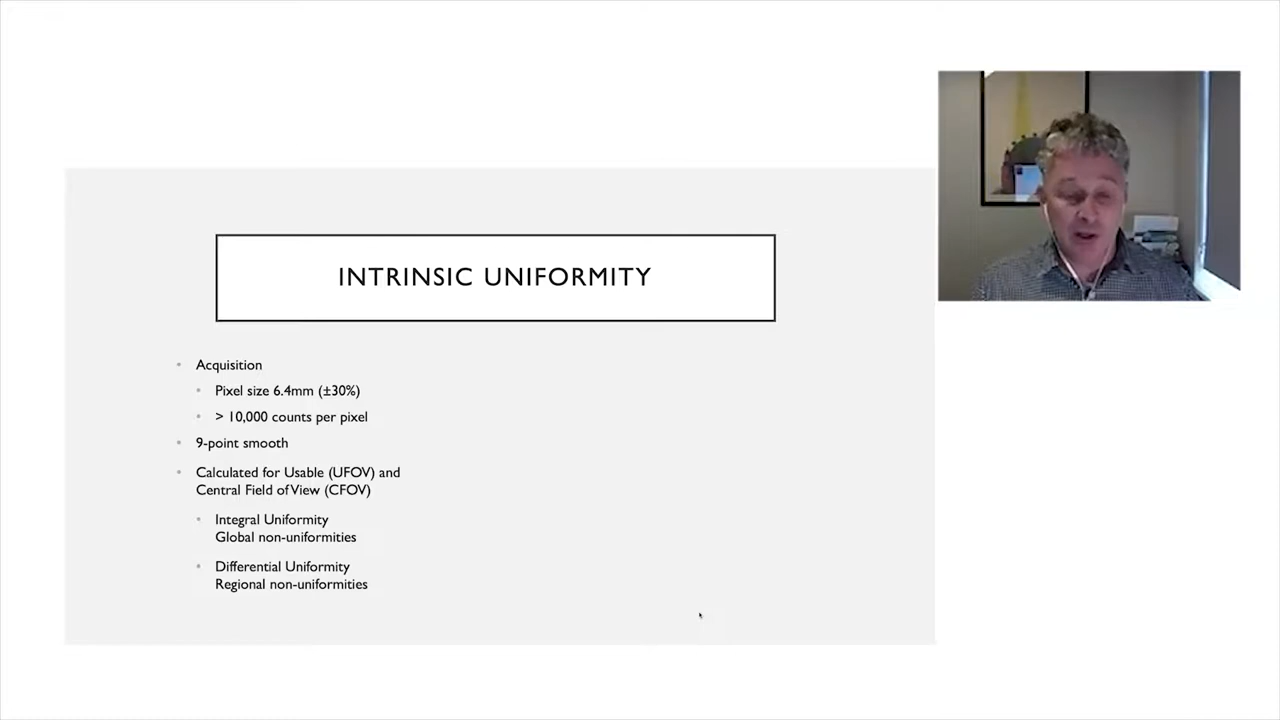 INTRINSIC UNIFORMITY
Acquisition
Pixel size 6.4mm (±30%)
> 10,000 counts per pixel
9-point smooth
Calculated for Usable (UFOV) and
Central Field of View (CFOV)
Integral Uniformity
Global non-uniformities
Differential Uniformity
Regional non-uniformities